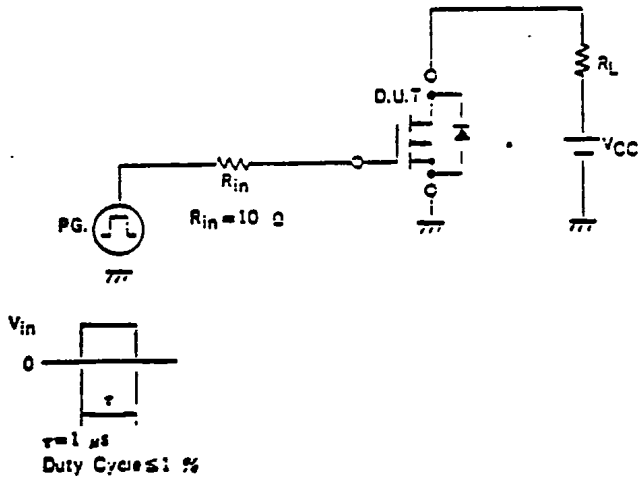 D.U.T
RL
VCC
Rin
PG.
Rin=10 Ω
Vin
0
τ
τ=1 μs
Duty Cycle≤1 %